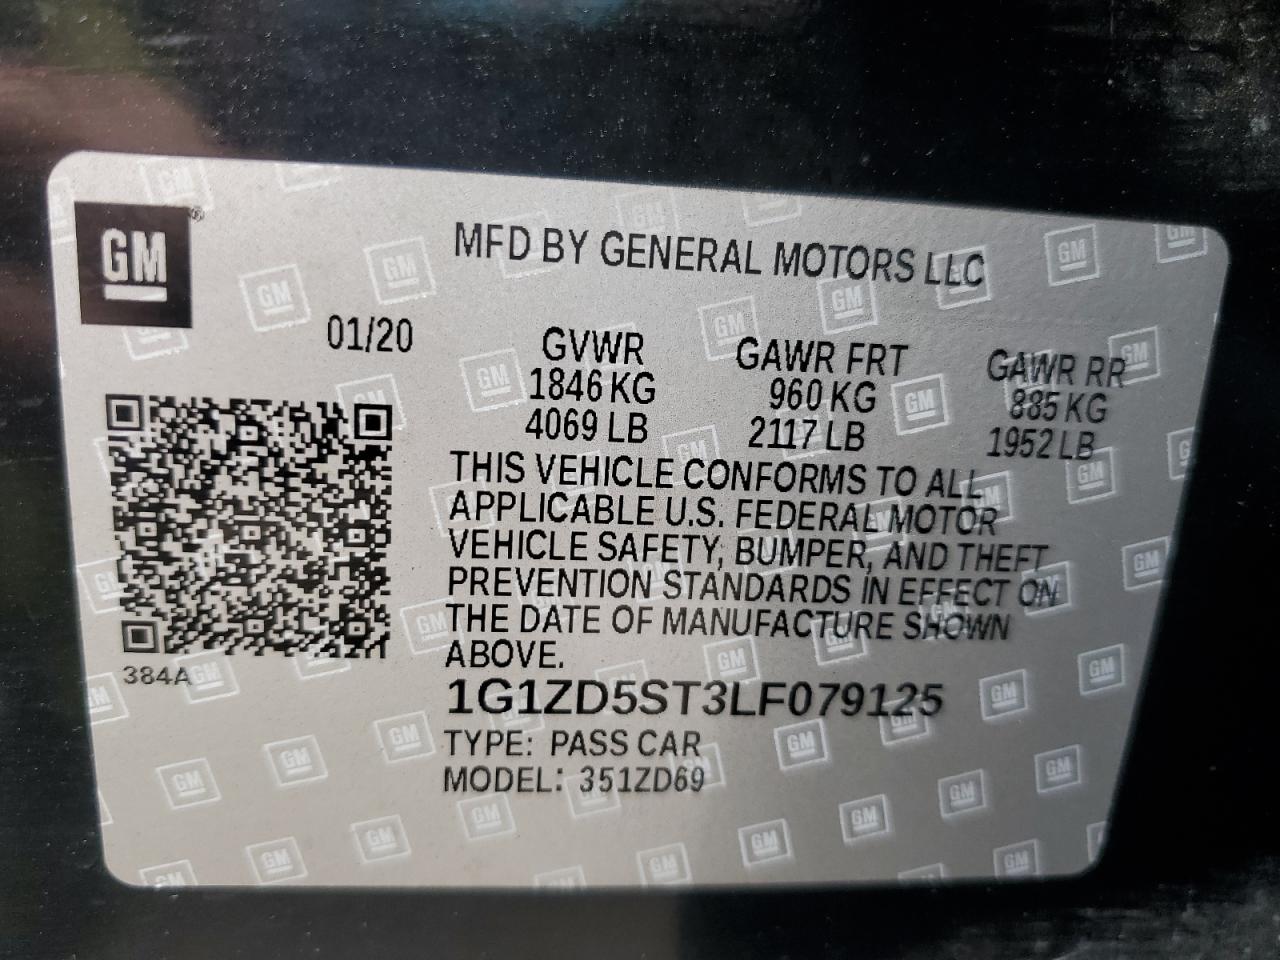 GM®
MFD BY GENERAL MOTORS LLC
01/20
GVWR GAWR FRT GAWR RR
1846 KG 960 KG 885 KG
4069 LB 2117 LB 1952 LB
THIS VEHICLE CONFORMS TO ALL
APPLICABLE U.S. FEDERAL MOTOR
VEHICLE SAFETY, BUMPER, AND THEFT
PREVENTION STANDARDS IN EFFECT ON
THE DATE OF MANUFACTURE SHOWN
ABOVE.
384A
1G1ZD5ST3LF079125
TYPE: PASS CAR
MODEL: 351ZD69